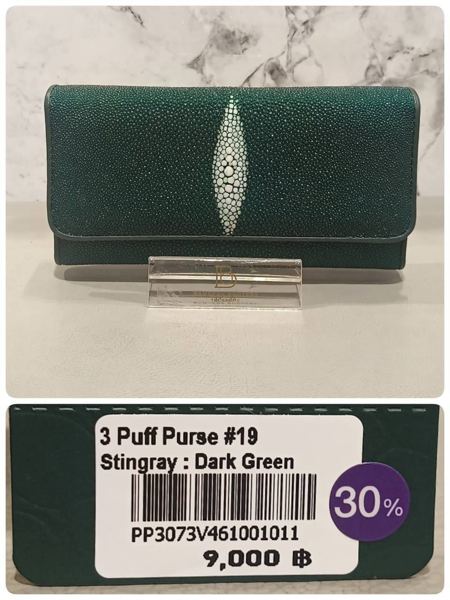 B
3 Puff Purse #19
Stingray : Dark Green
PP3073V461001011
9,000 ฿
30%